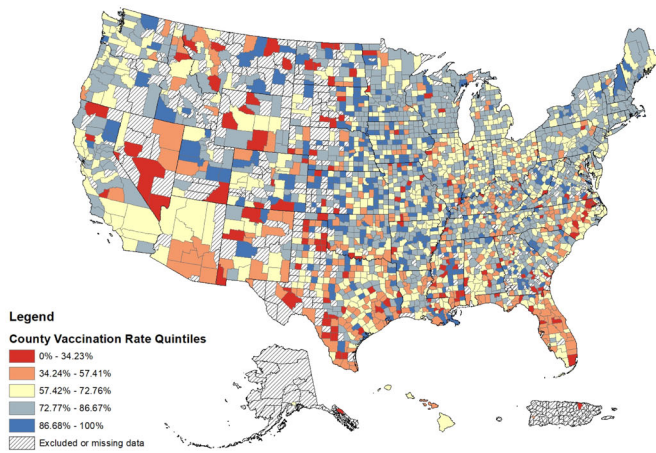 Legend
County Vaccination Rate Quintiles
0% - 34.23%
34.24% - 57.41%
57.42% - 72.76%
72.77% - 86.67%
86.68% - 100%
Excluded or missing data